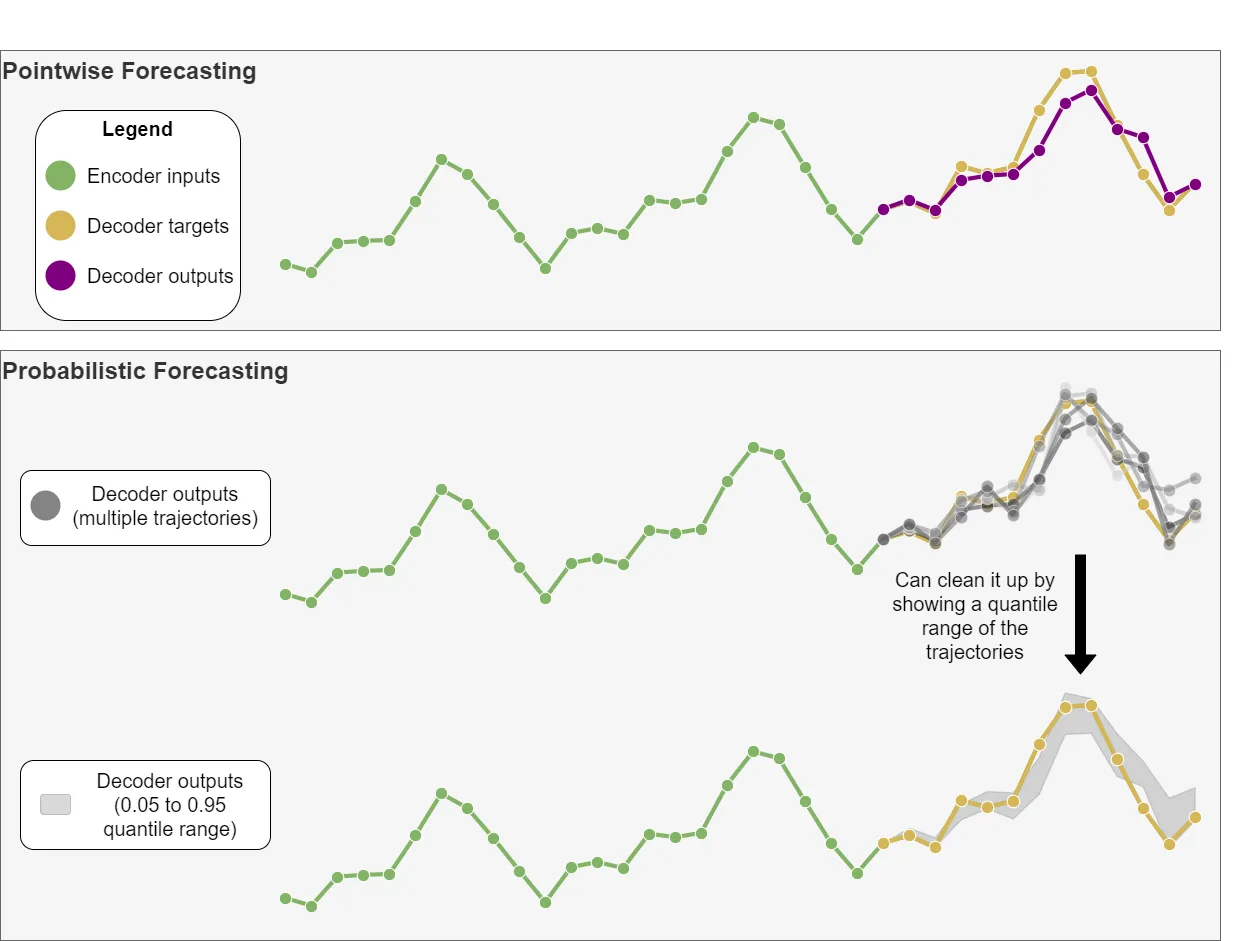 Pointwise Forecasting
Legend
Encoder inputs
Decoder targets
Decoder outputs
Probabilistic Forecasting
Decoder outputs
(multiple trajectories)
Can clean it up by
showing a quantile
range of the
trajectories
Decoder outputs
(0.05 to 0.95
quantile range)